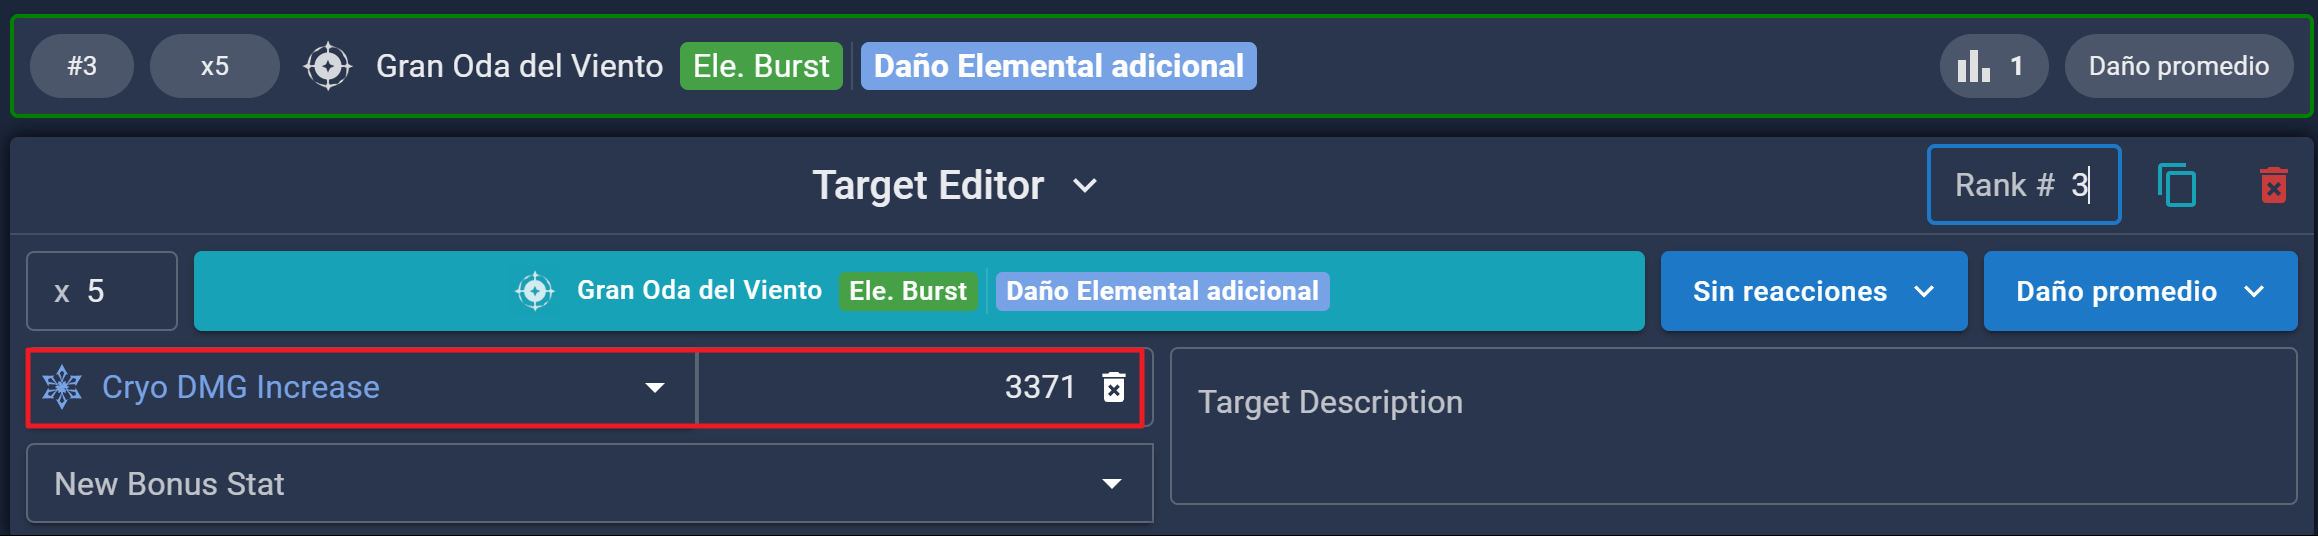 #3 x5 Gran Oda del Viento Ele. Burst Daño Elemental adicional 1 Daño promedio
Target Editor Rank # 3
x 5 Gran Oda del Viento Ele. Burst Daño Elemental adicional Sin reacciones Daño promedio
Cryo DMG Increase 3371
Target Description
New Bonus Stat